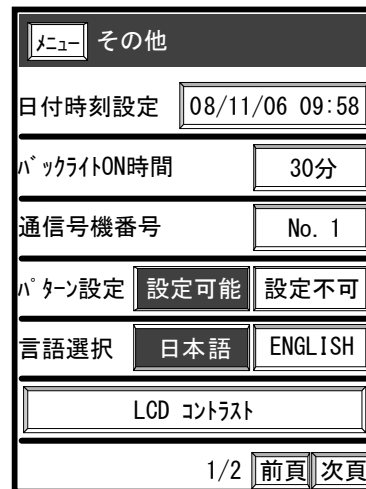 ﾒﾆｭｰ その他
日付時刻設定 08/11/06 09:58
ﾊﾞｯｸﾗｲﾄON時間 30分
通信号機番号 No. 1
ﾊﾟﾀｰﾝ設定 設定可能 設定不可
言語選択 日本語 ENGLISH
LCD ｺﾝﾄﾗｽﾄ
1/2 前頁 次頁